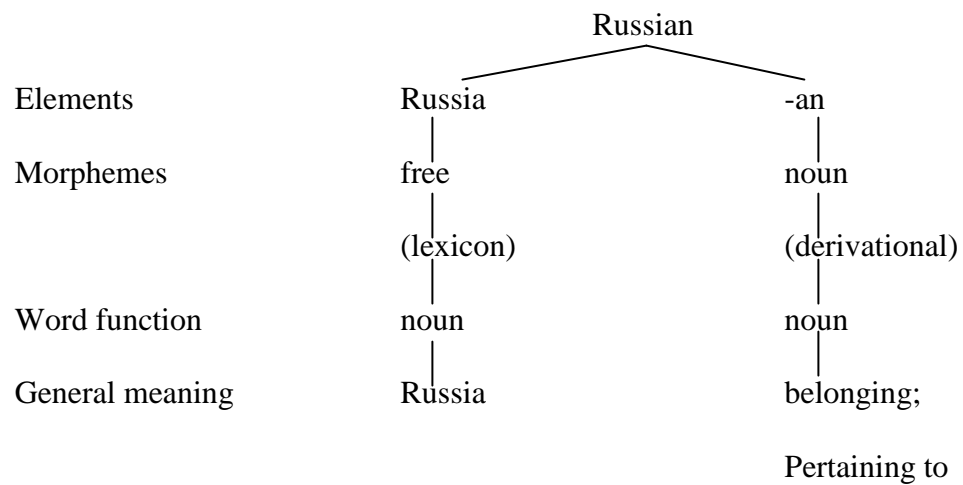 Russian
Elements Russia -an
Morphemes free noun
(lexicon) (derivational)
Word function noun noun
General meaning Russia belonging;
Pertaining to